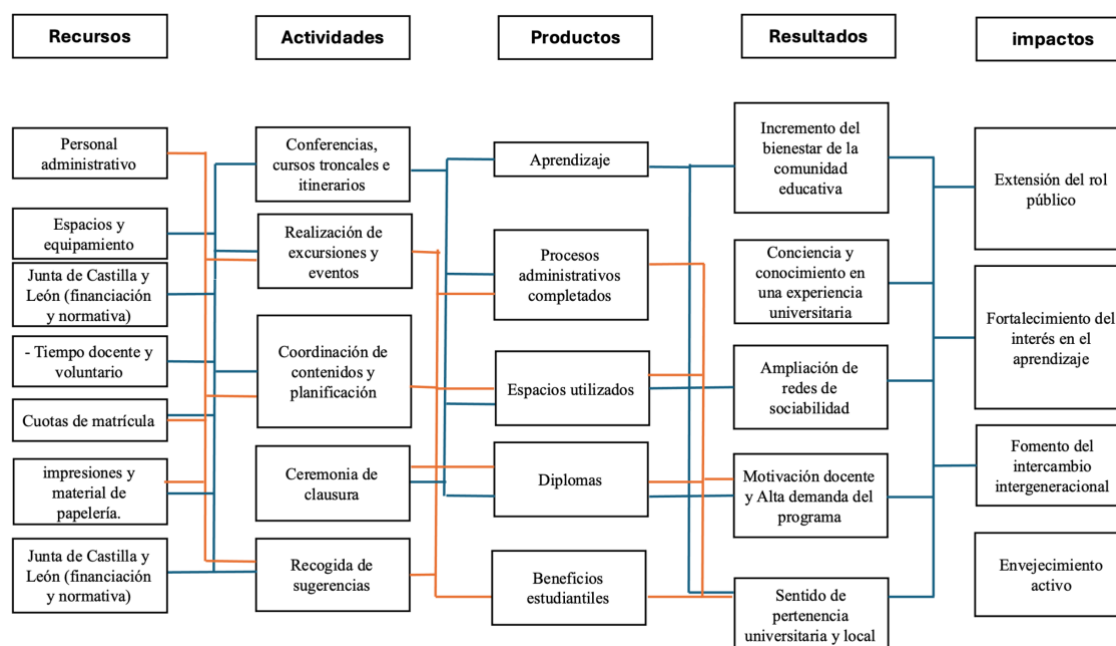 Recursos
Actividades
Productos
Resultados
impactos
Personal
administrativo
Espacios y
equipamiento
Junta de Castilla y
León (financiación
y normativa)
- Tiempo docente y
voluntario
Cuotas de matrícula
impresiones y
material de
papelería.
Junta de Castilla y
León (financiación
y normativa)
Conferencias,
cursos troncales e
itinerarios
Realización de
excursiones y
eventos
Coordinación de
contenidos y
planificación
Ceremonia de
clausura
Recogida de
sugerencias
Aprendizaje
Procesos
administrativos
completados
Espacios utilizados
Diplomas
Beneficios
estudiantiles
Incremento del
bienestar de la
comunidad
educativa
Conciencia y
conocimiento en
una experiencia
universitaria
Ampliación de
redes de
sociabilidad
Motivación docente
y Alta demanda del
programa
Sentido de
pertenencia
universitaria y local
Extensión del rol
público
Fortalecimiento del
interés en el
aprendizaje
Fomento del
intercambio
intergeneracional
Envejecimiento
activo